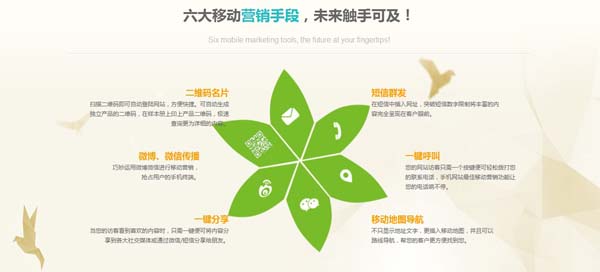 六大移动营销手段，未来触手可及！
Six mobile marketing tools, the future at your fingertips!
二维码名片
扫描二维码即可自动登陆网站，方便快捷。可自动生成
独立产品的二维码，在样本册上印上产品二维码，极速
查阅更为详细的内容。
微博、微信传播
巧妙运用微博微信进行移动营销，
抢占用户的手机终端。
一键分享
当您的访客看到喜欢的内容时，只需一键便可将内容分
享到各大社交媒体或通过微信/短信分享给朋友。
短信群发
在短信中插入网址，突破短信数字限制将丰富的内
容完全呈现在客户眼前。
一键呼叫
您的网站访客只需一个按键便可轻松拨打您
的联系电话，手机网站最佳移动营销功能让
您的电话响不停。
移动地图导航
不只显示地址文字，更插入移动地图，并且可以
路线导航，帮您的客户更方便找到您。